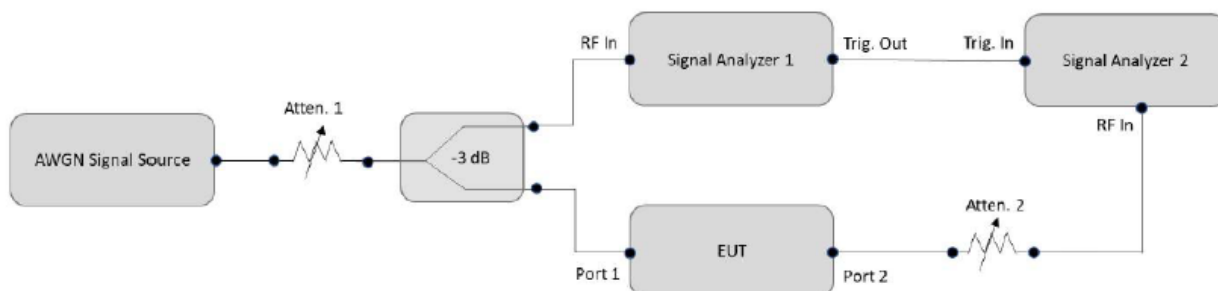 RF In
Signal Analyzer 1
Trig. Out
Trig. In
Signal Analyzer 2
RF In
Atten. 1
AWGN Signal Source
-3 dB
Atten. 2
EUT
Port 1
Port 2